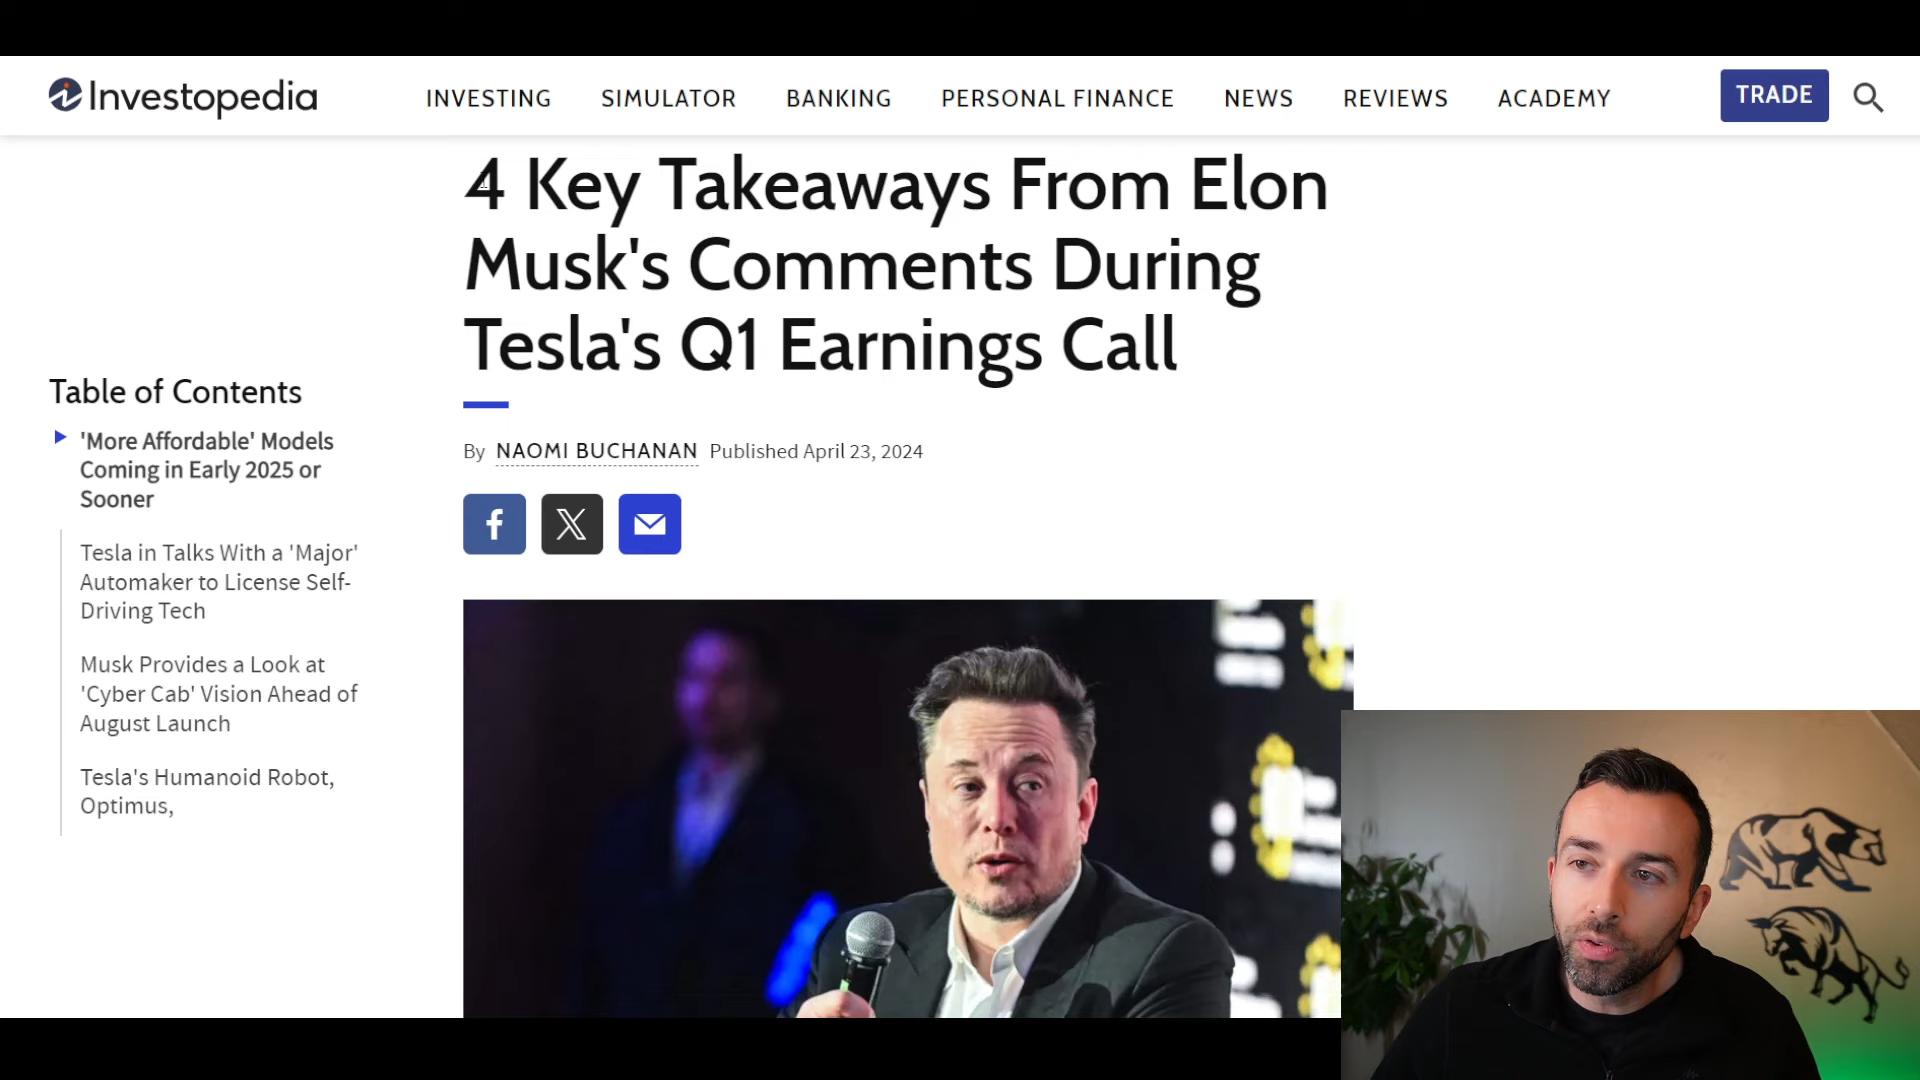 Investopedia
INVESTING SIMULATOR BANKING PERSONAL FINANCE NEWS REVIEWS ACADEMY
TRADE
4 Key Takeaways From Elon
Musk's Comments During
Tesla's Q1 Earnings Call
By NAOMI BUCHANAN Published April 23, 2024
Table of Contents
'More Affordable' Models
Coming in Early 2025 or
Sooner
Tesla in Talks With a 'Major'
Automaker to License Self-
Driving Tech
Musk Provides a Look at
'Cyber Cab' Vision Ahead of
August Launch
Tesla's Humanoid Robot,
Optimus,